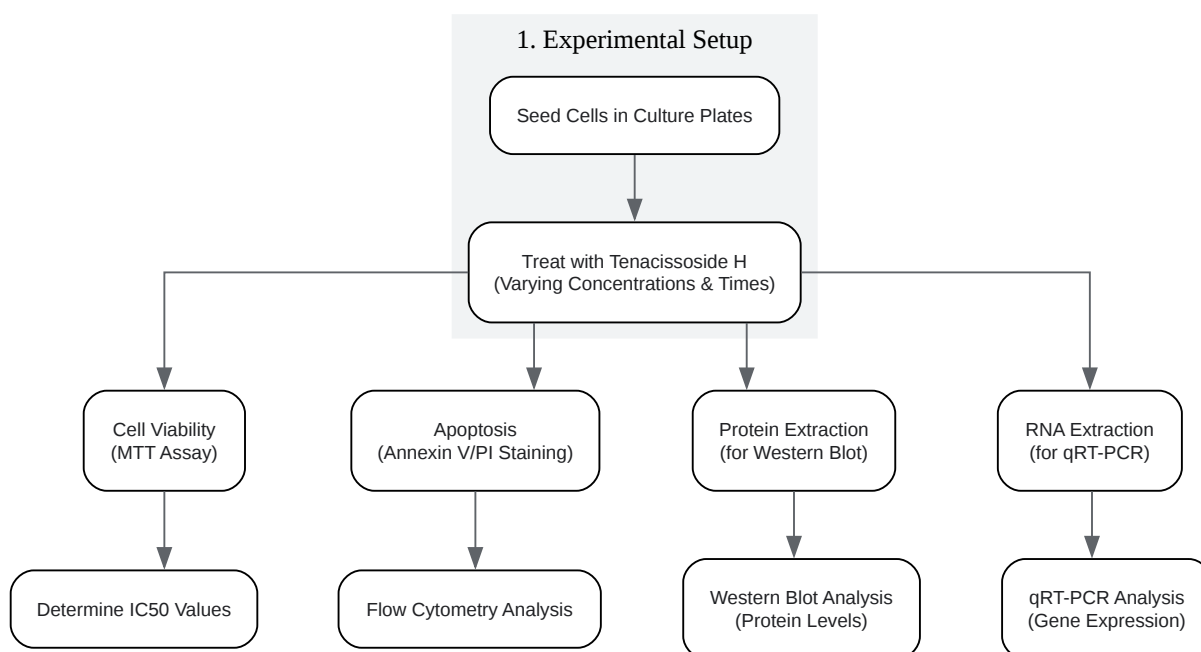 1. Experimental Setup
Seed Cells in Culture Plates
Treat with Tenacissoside H
(Varying Concentrations & Times)
Cell Viability
(MTT Assay)
Apoptosis
(Annexin V/PI Staining)
Protein Extraction
(for Western Blot)
RNA Extraction
(for qRT-PCR)
Determine IC50 Values
Flow Cytometry Analysis
Western Blot Analysis
(Protein Levels)
qRT-PCR Analysis
(Gene Expression)